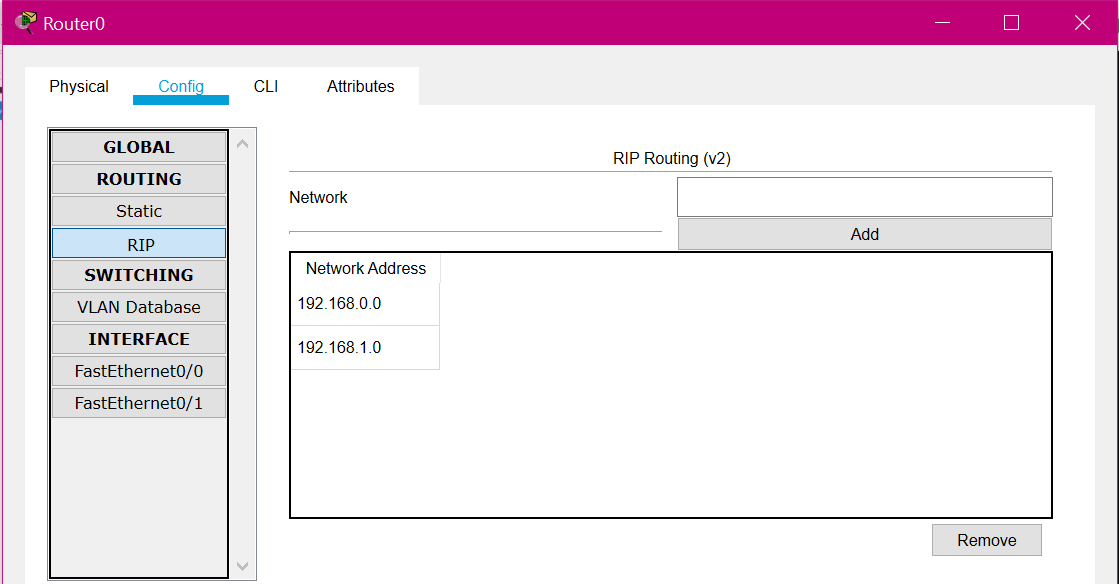 Router0
Physical Config CLI Attributes
GLOBAL
ROUTING
Static
RIP
SWITCHING
VLAN Database
INTERFACE
FastEthernet0/0
FastEthernet0/1
RIP Routing (v2)
Network
Add
Network Address
192.168.0.0
192.168.1.0
Remove